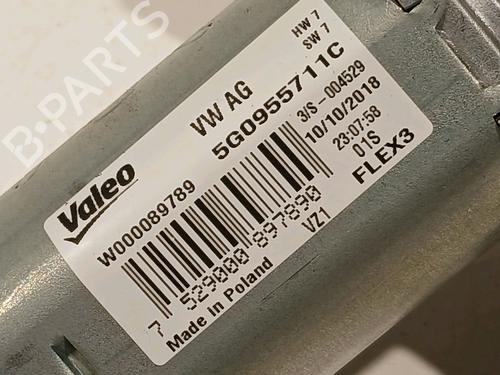 B-PARTS
HW 7
SW 7
VW AG
5G0955711C
Valeo
W000089789
3/S-004529
10/10/2018
23:07:58
01S
FLEX3
7 529000 897890
VZ1
Made in Poland